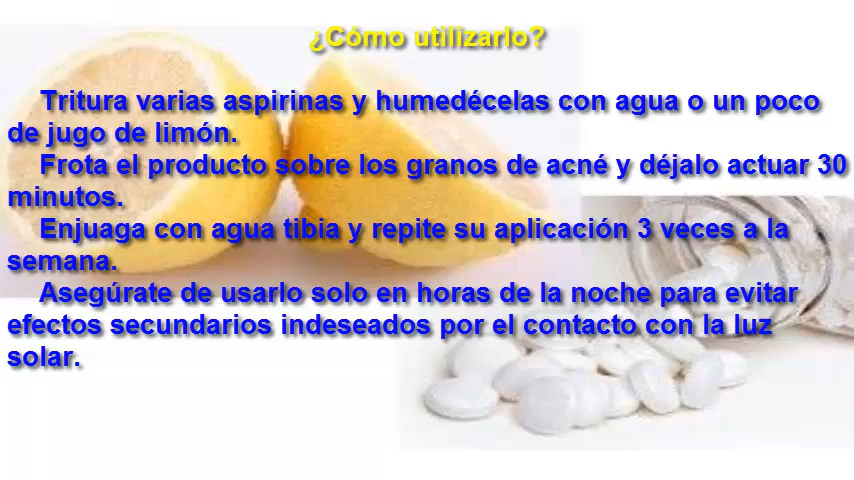 ¿Cómo utilizarlo?
Tritura varias aspirinas y humedécelas con agua o un poco
de jugo de limón.
Frota el producto sobre los granos de acné y déjalo actuar 30
minutos.
Enjuaga con agua tibia y repite su aplicación 3 veces a la
semana.
Asegúrate de usarlo solo en horas de la noche para evitar
efectos secundarios indeseados por el contacto con la luz
solar.